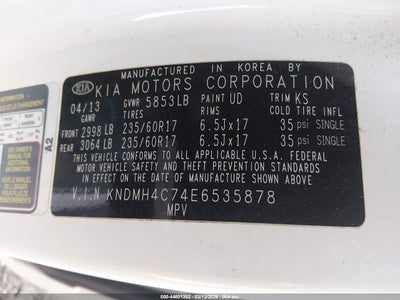 MADE IN KOREA
KIA KIA MOTORS CORPORATION
04/13 GVWR 5853LB PAINT UD TRIM KS
GAWR TIRES RIMS COLD TIRE INFL
FRONT 2998 LB 235/60R17 6.5Jx17 35 psi SINGLE
REAR 3064 LB 235/60R17 6.5Jx17 35 psi SINGLE
THIS VEHICLE CONFORMS TO ALL APPLICABLE U.S.A. FEDERAL
MOTOR VEHICLE SAFETY AND THEFT PREVENTION STANDARDS
IN EFFECT ON THE DATE OF MANUFACTURE SHOWN ABOVE.
V.I.N KNDMH4C74E6535878
MPV
A2